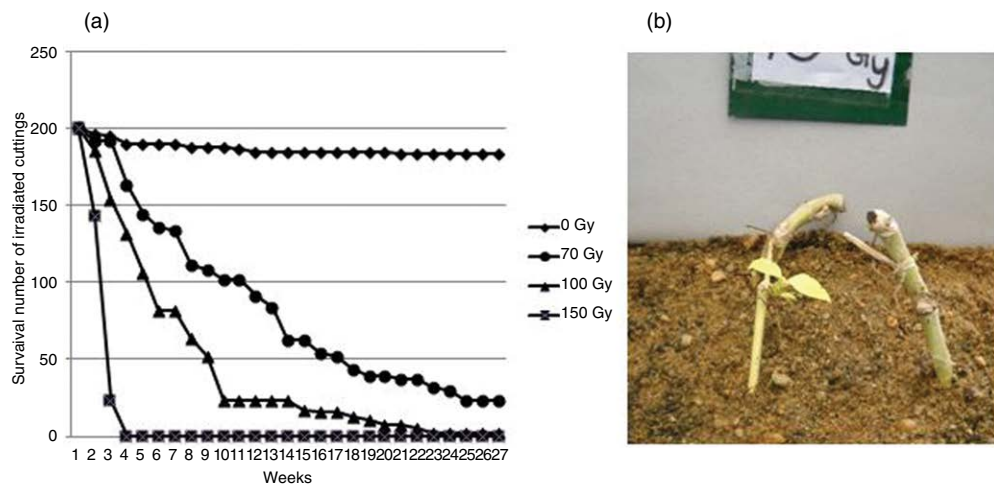 (a)
250
200
150
100
50
0
Survaival number of irradiated cuttings
1 2 3 4 5 6 7 8 9 10 11 12 13 14 15 16 17 18 19 20 21 22 23 24 25 26 27
Weeks
0 Gy
70 Gy
100 Gy
150 Gy
(b)
Gy